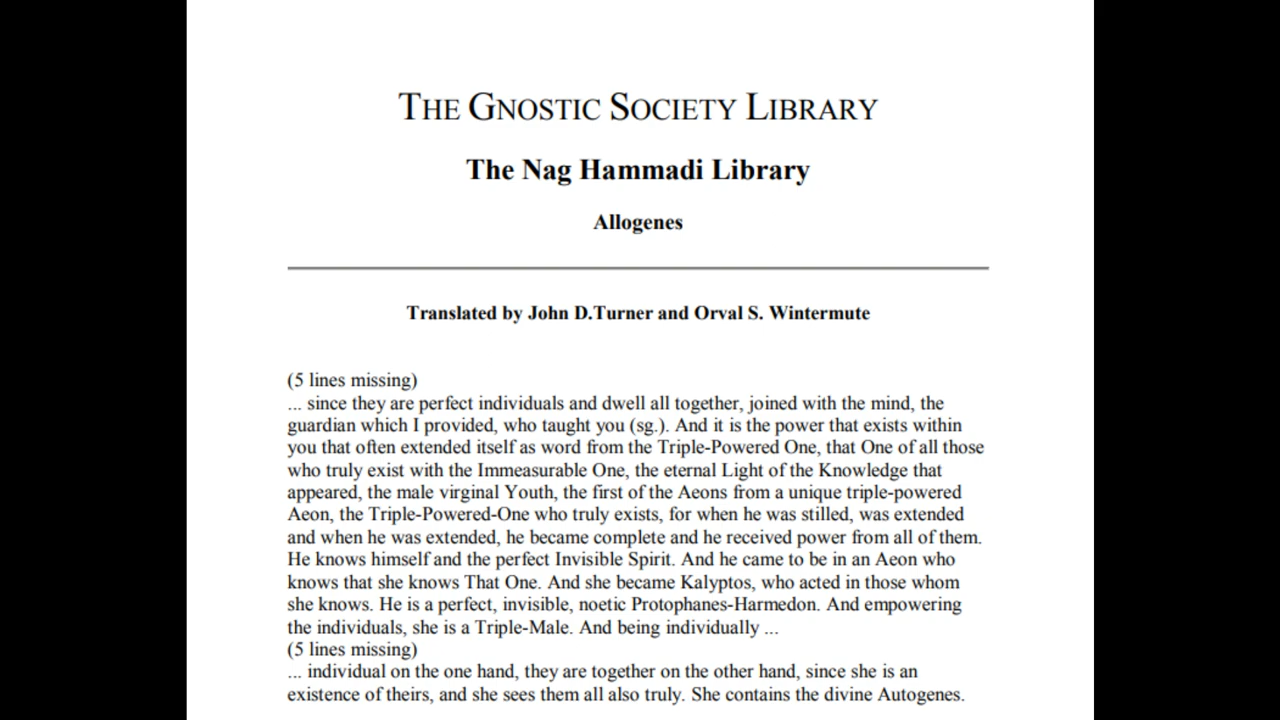 THE GNOSTIC SOCIETY LIBRARY
The Nag Hammadi Library
Allogenes
Translated by John D.Turner and Orval S. Wintermute
(5 lines missing)
... since they are perfect individuals and dwell all together, joined with the mind, the
guardian which I provided, who taught you (sg.). And it is the power that exists within
you that often extended itself as word from the Triple-Powered One, that One of all those
who truly exist with the Immeasurable One, the eternal Light of the Knowledge that
appeared, the male virginal Youth, the first of the Aeons from a unique triple-powered
Aeon, the Triple-Powered-One who truly exists, for when he was stilled, was extended
and when he was extended, he became complete and he received power from all of them.
He knows himself and the perfect Invisible Spirit. And he came to be in an Aeon who
knows that she knows That One. And she became Kalyptos, who acted in those whom
she knows. He is a perfect, invisible, noetic Protophanes-Harmedon. And empowering
the individuals, she is a Triple-Male. And being individually ...
(5 lines missing)
... individual on the one hand, they are together on the other hand, since she is an
existence of theirs, and she sees them all also truly. She contains the divine Autogenes.